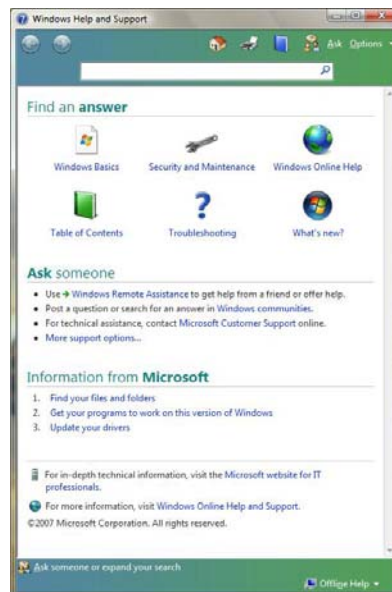 Windows Help and Support
Ask Options
Find an answer
Windows Basics Security and Maintenance Windows Online Help
Table of Contents Troubleshooting What's new?
Ask someone
Use Windows Remote Assistance to get help from a friend or offer help.
Post a question or search for an answer in Windows communities.
For technical assistance, contact Microsoft Customer Support online.
More support options...
Information from Microsoft
1. Find your files and folders
2. Get your programs to work on this version of Windows
3. Update your drivers
For in-depth technical information, visit the Microsoft website for IT
professionals.
For more information, visit Windows Online Help and Support.
©2007 Microsoft Corporation. All rights reserved.
Ask someone or expand your search
Offline Help